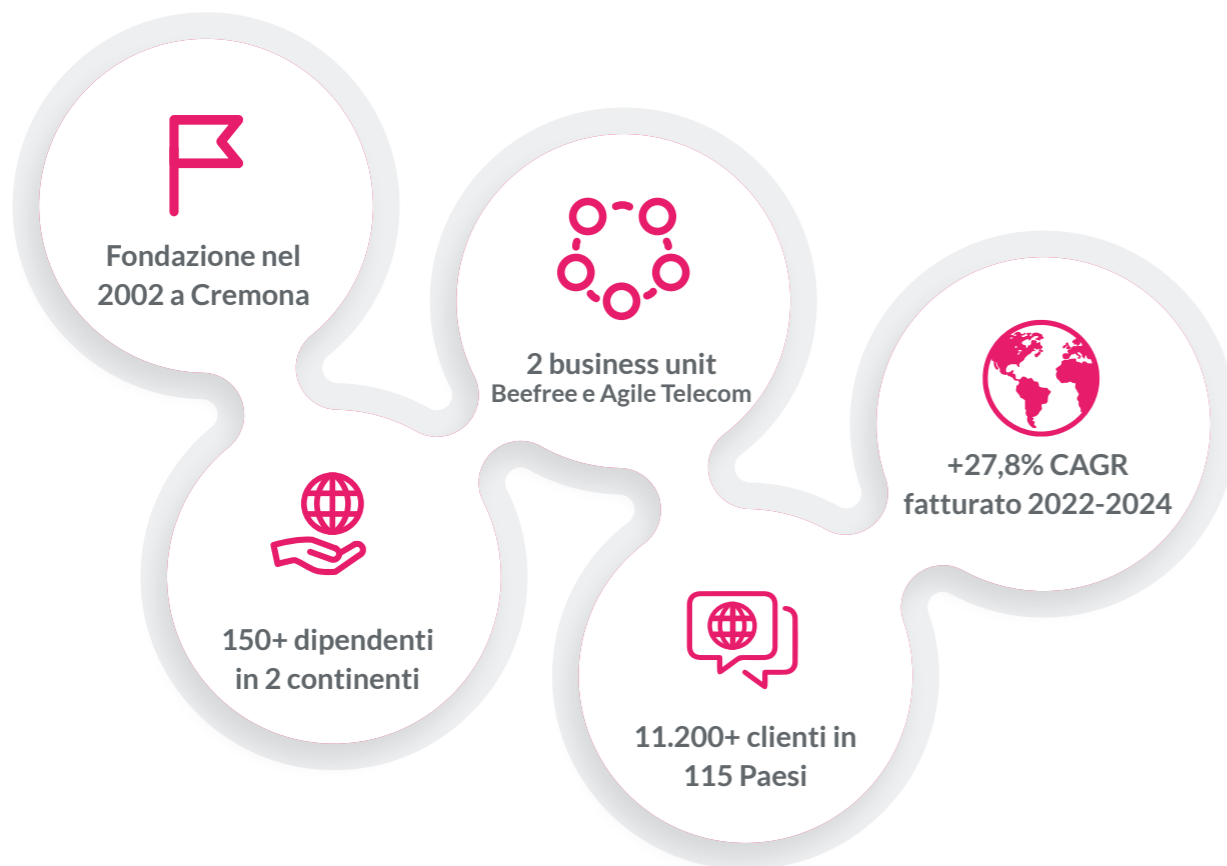 Fondazione nel
2002 a Cremona
150+ dipendenti
in 2 continenti
2 business unit
Beefree e Agile Telecom
11.200+ clienti in
115 Paesi
+27,8% CAGR
fatturato 2022-2024